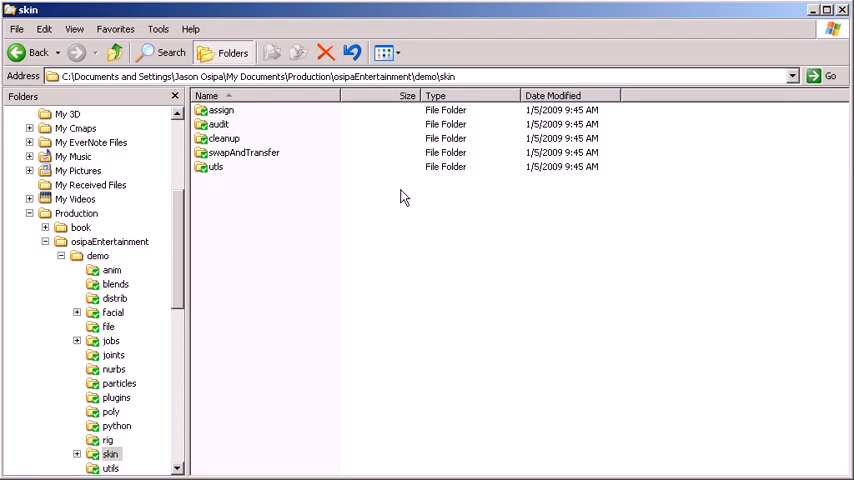 skin
File Edit View Favorites Tools Help
Back Search Folders
Address C:\Documents and Settings\Jason Osipa\My Documents\Production\osipaEntertainment\demo\skin Go
Folders
Name Size Type Date Modified
My 3D
My Cmaps
My EverNote Files
My Music
My Pictures
My Received Files
My Videos
Production
book
osipaEntertainment
demo
anim
blends
distrib
facial
file
jobs
joints
nurbs
particles
plugins
poly
python
rig
skin
utils
assign File Folder 1/5/2009 9:45 AM
audit File Folder 1/5/2009 9:45 AM
cleanup File Folder 1/5/2009 9:45 AM
swapAndTransfer File Folder 1/5/2009 9:45 AM
utls File Folder 1/5/2009 9:45 AM